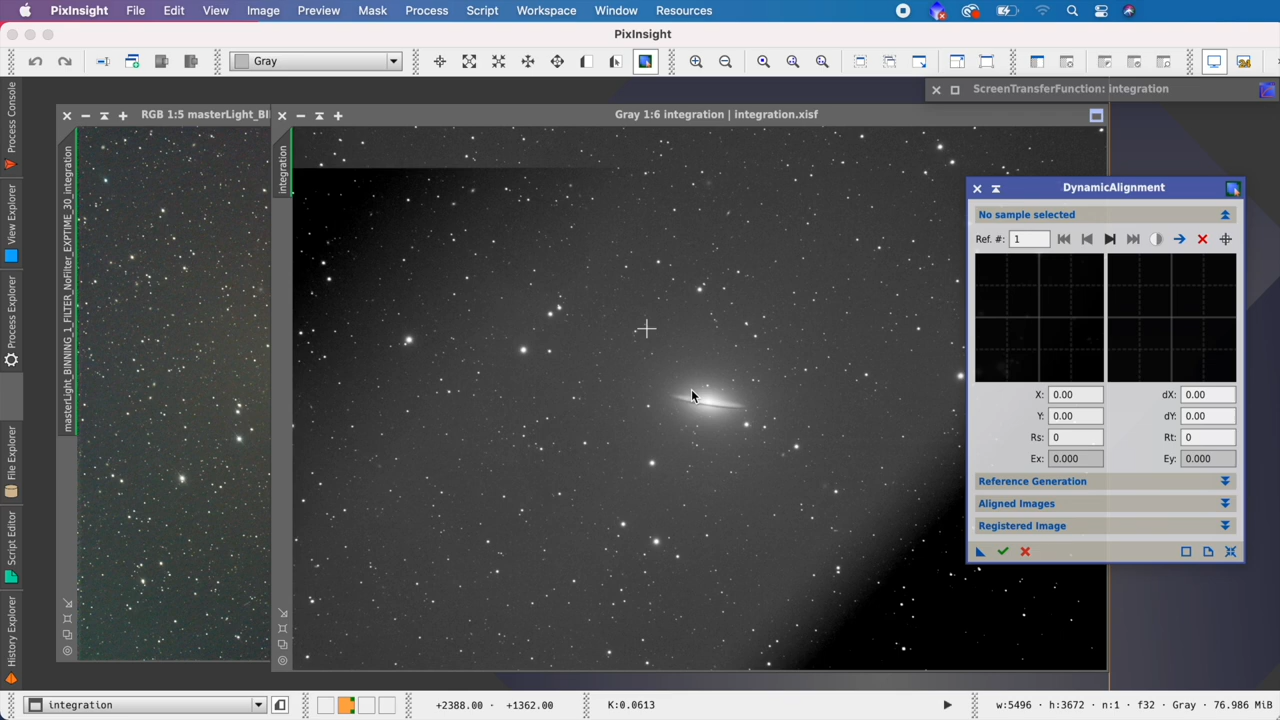 PixInsight File Edit View Image Preview Mask Process Script Workspace Window Resources
PixInsight
Gray
ScreenTransferFunction: integration
RGB 1:5 masterLight_BI
Gray 1:6 integration | integration.xisf
Process Console
View Explorer
Process Explorer
File Explorer
Script Editor
History Explorer
masterLight_BINNING_1_FILTER_NoFilter_EXPTIME_30_integration
integration
DynamicAlignment
No sample selected
Ref. #: 1
X: 0.00 dX: 0.00
Y: 0.00 dY: 0.00
Rs: 0 Rt: 0
Ex: 0.000 Ey: 0.000
Reference Generation
Aligned Images
Registered Image
integration +2388.00 · +1362.00 K:0.0613 w:5496 · h:3672 · n:1 · f32 · Gray · 76.986 MiB